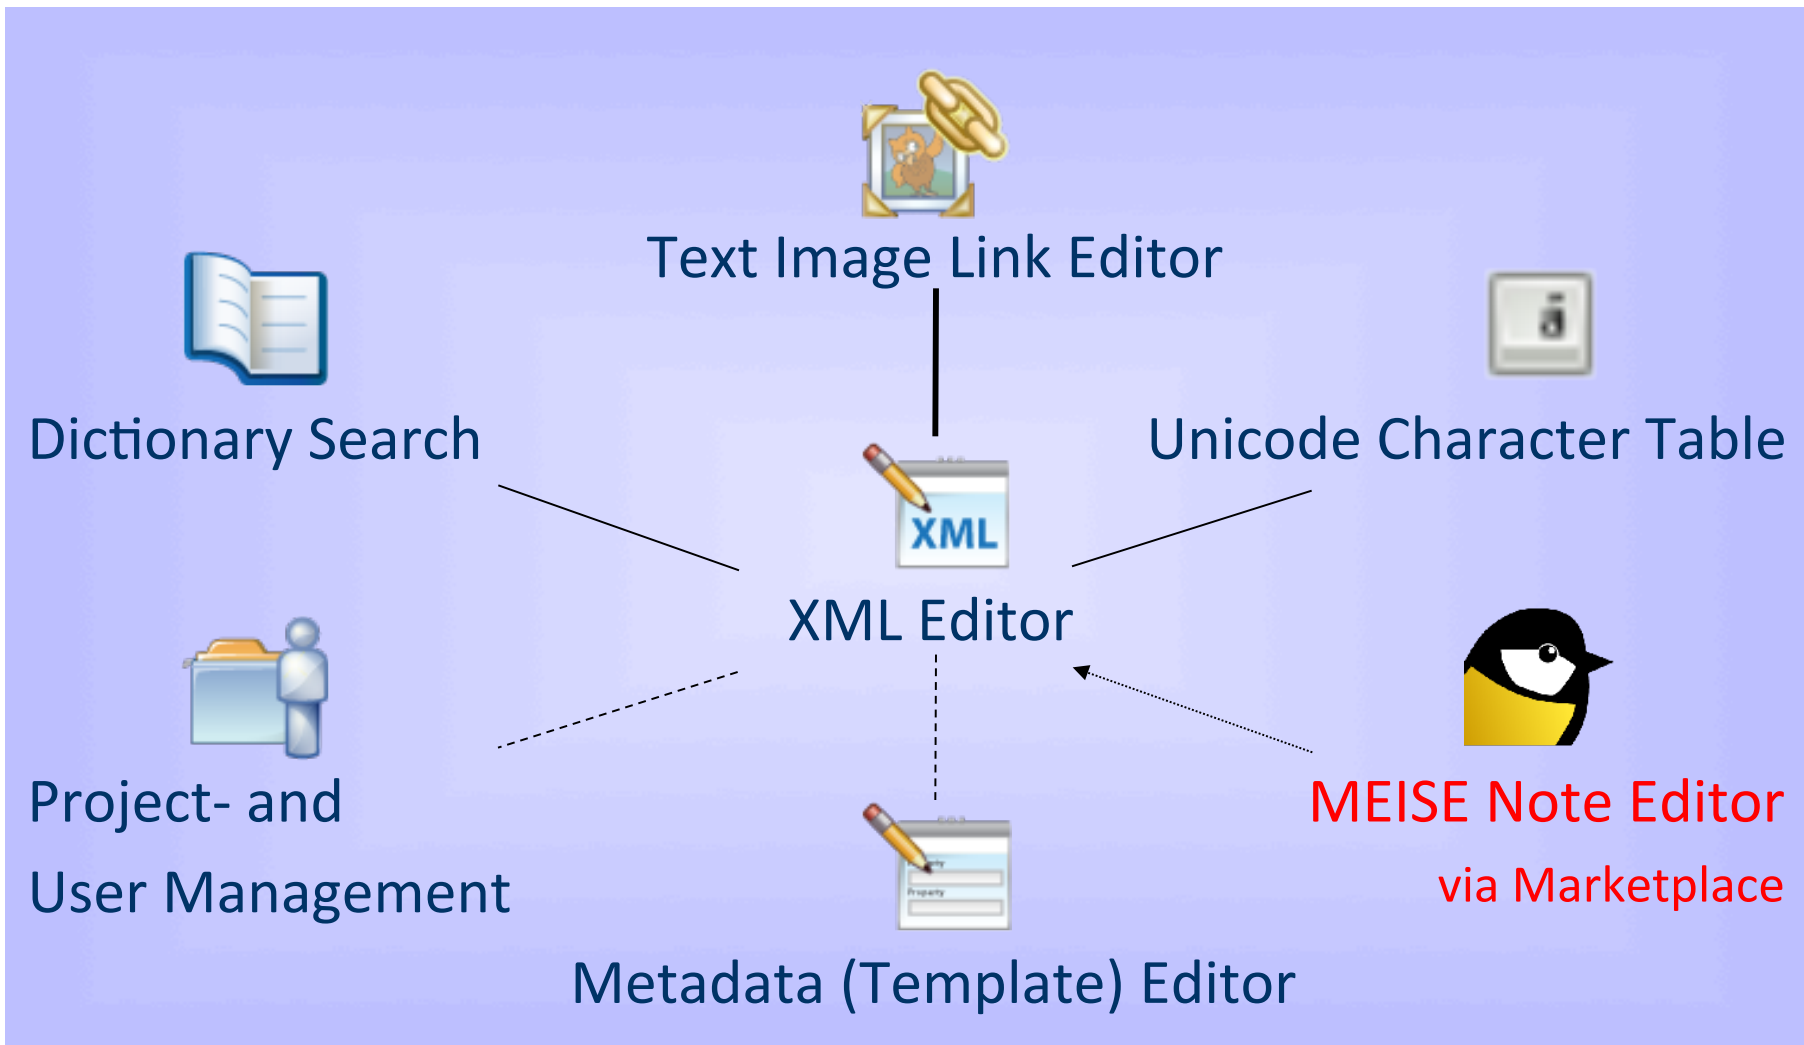 Text Image Link Editor
Dictionary Search
Unicode Character Table
XML
XML Editor
Project- and
User Management
MEISE Note Editor
via Marketplace
Property
Metadata (Template) Editor